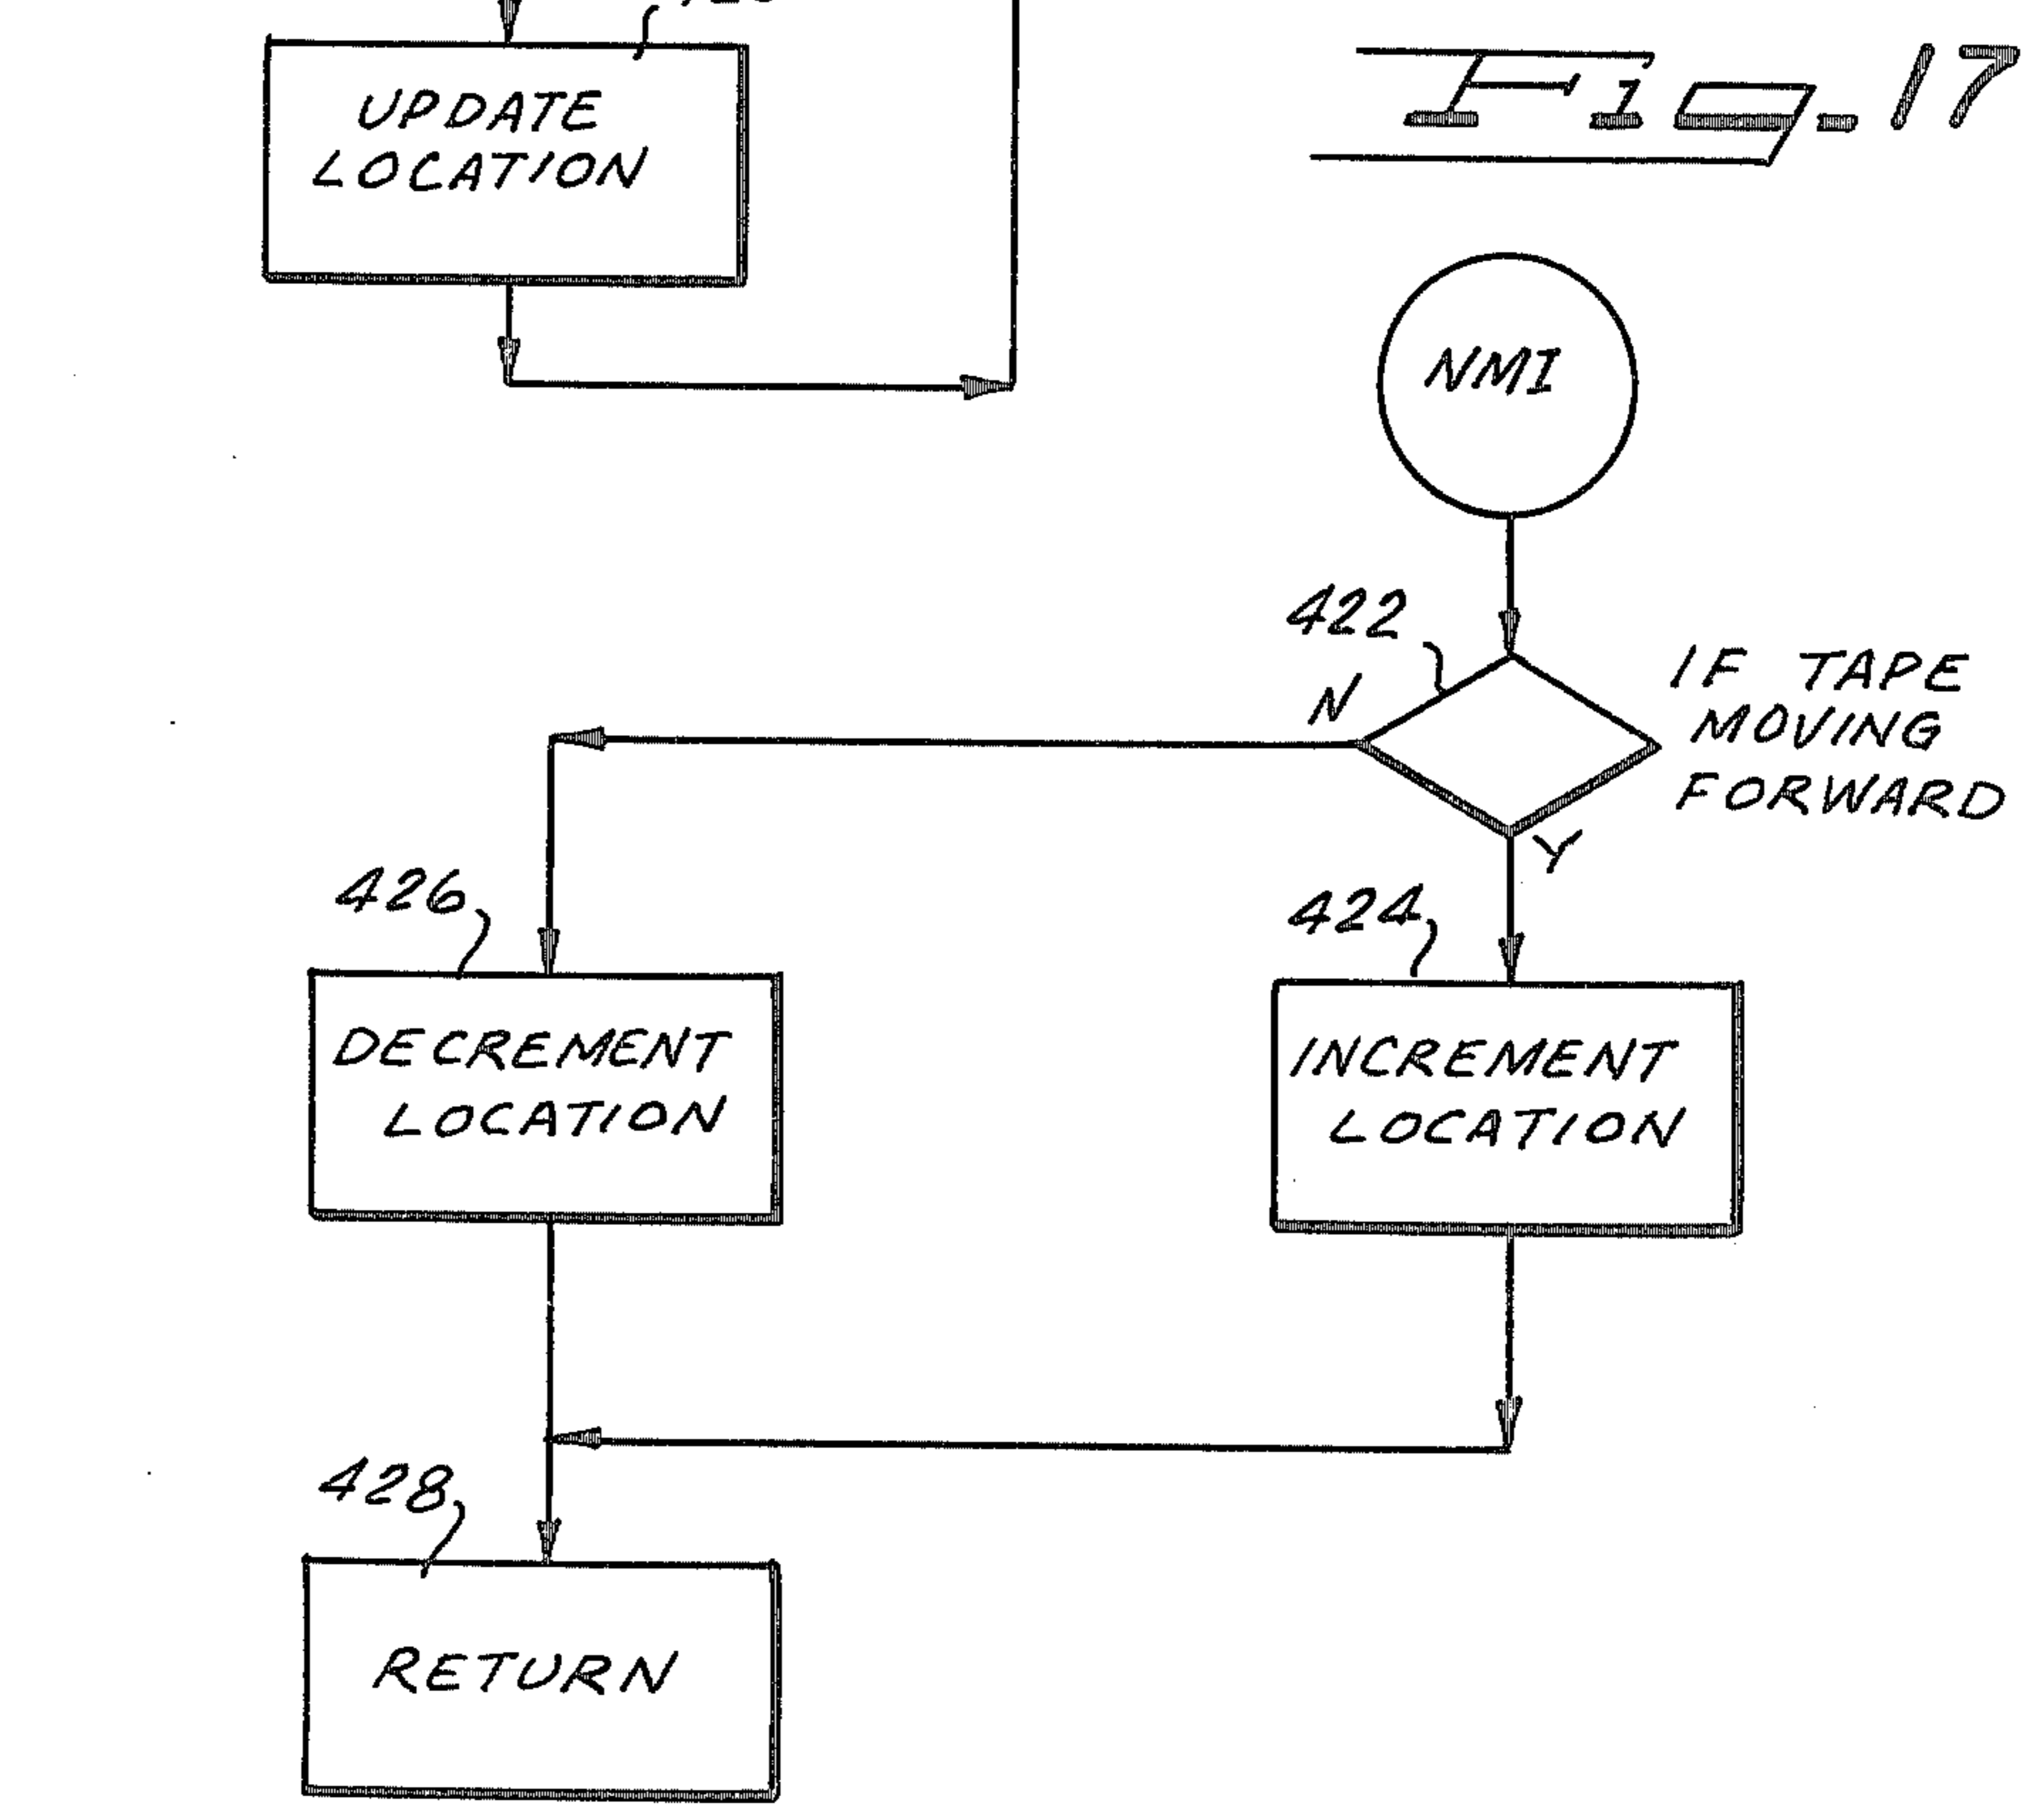 UPDATE
LOCATION
Fig. 17
NMI
422
N
IF TAPE
MOVING
FORWARD
Y
426
424
DECREMENT
LOCATION
INCREMENT
LOCATION
428
RETURN